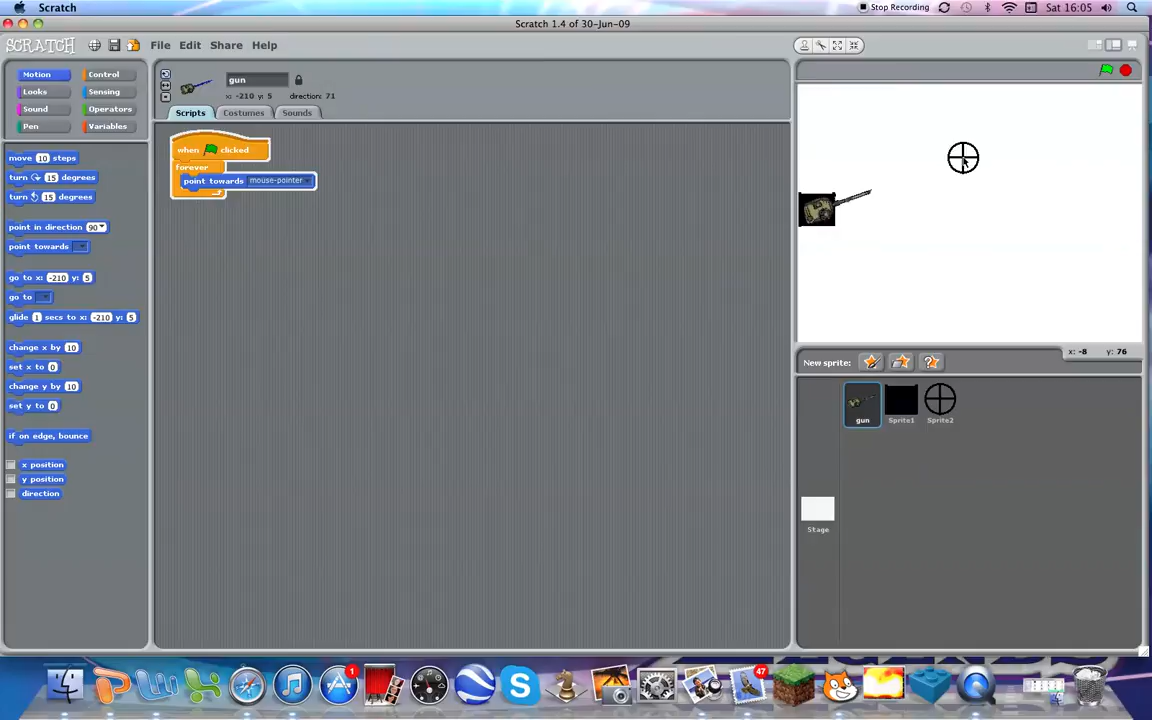 Scratch
Stop Recording
Sat 16:05
Scratch 1.4 of 30-Jun-09
SCRATCH
File Edit Share Help
Motion Control
Looks Sensing
Sound Operators
Pen Variables
gun
x: -210 y: 5 direction: 71
Scripts Costumes Sounds
when clicked
forever
point towards mouse-pointer
move 10 steps
turn 15 degrees
turn 15 degrees
point in direction 90
point towards
go to x: -210 y: 5
go to
glide 1 secs to x: -210 y: 5
change x by 10
set x to 0
change y by 10
set y to 0
if on edge, bounce
x position
y position
direction
x: -8 y: 76
New sprite:
gun Sprite1 Sprite2
Stage
1
47